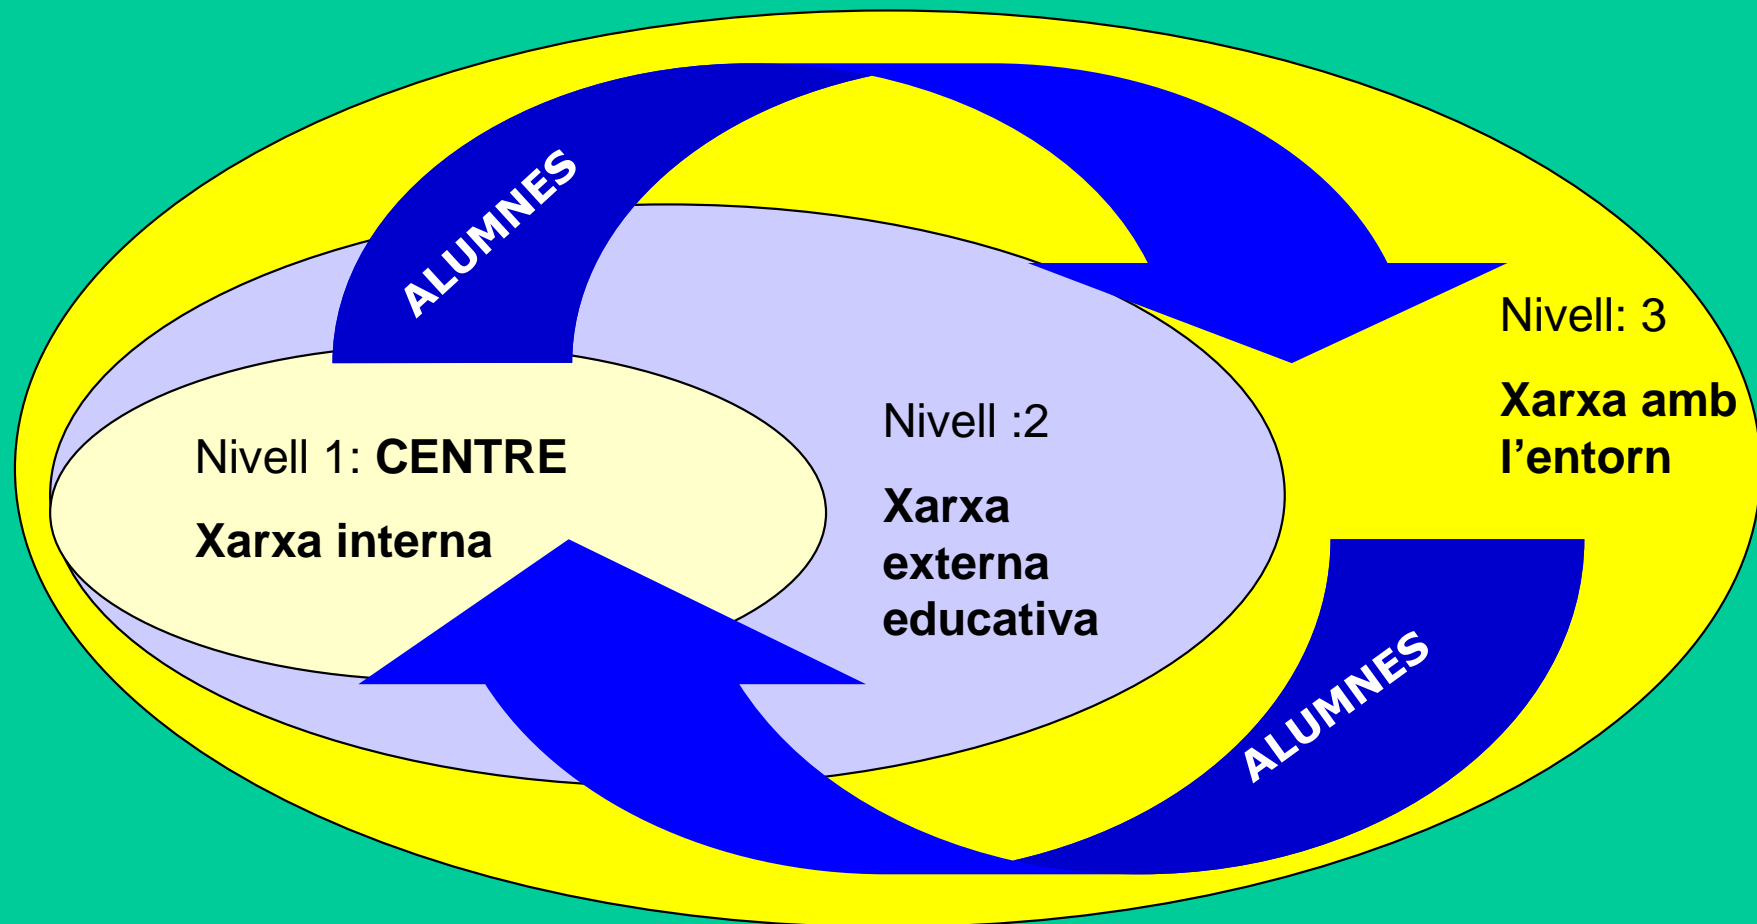 ALUMNES
Nivell 1: CENTRE
Xarxa interna
Nivell :2
Xarxa
externa
educativa
Nivell: 3
Xarxa amb
l’entorn
ALUMNES